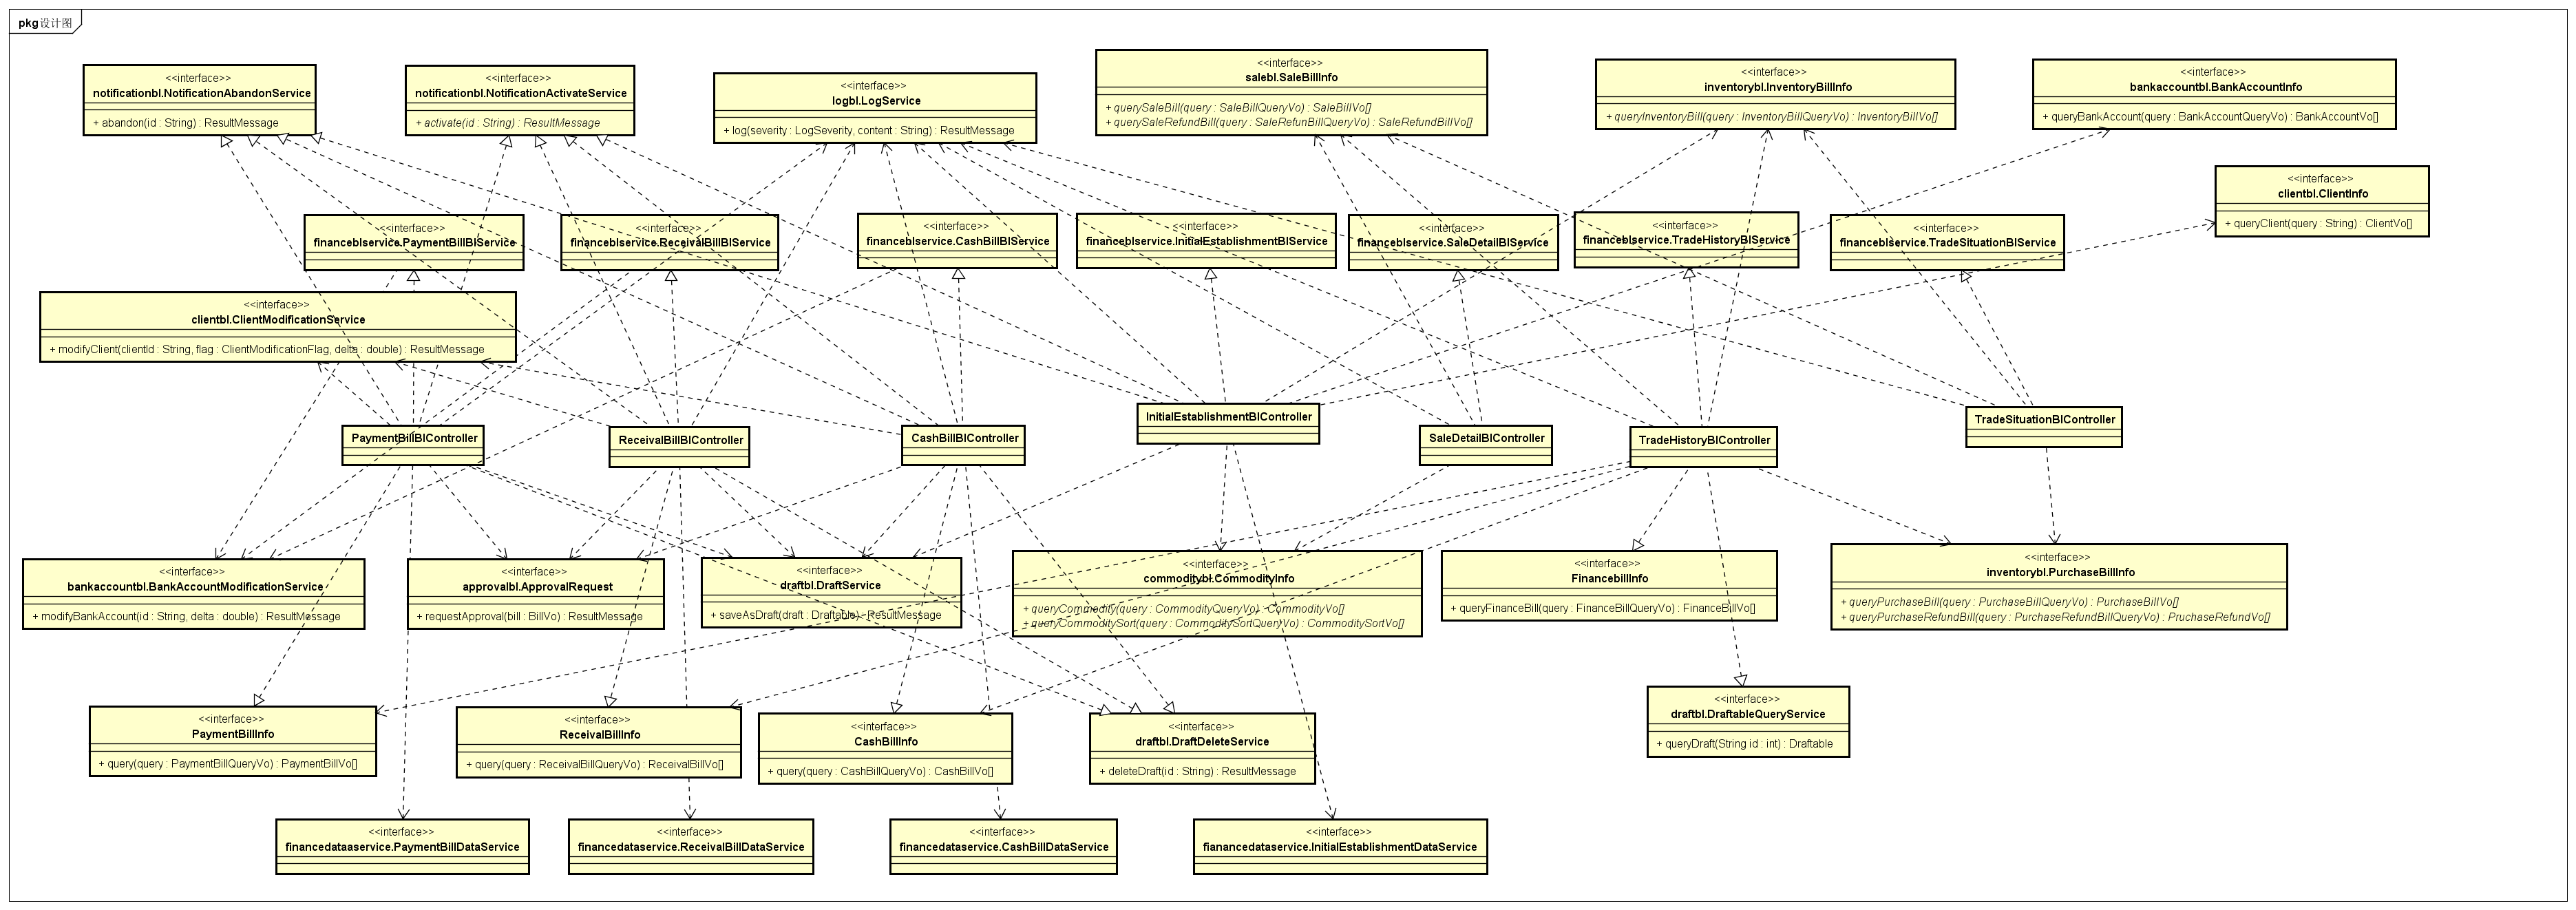 pkg 设计图
<<interface>>
notificationbl.NotificationAbandonService
+ abandon(id : String) : ResultMessage
<<interface>>
notificationbl.NotificationActivateService
+ activate(id : String) : ResultMessage
<<interface>>
logbl.LogService
+ log(severity : LogSeverity, content : String) : ResultMessage
<<interface>>
salebl.SaleBillInfo
+ querySaleBill(query : SaleBillQueryVo) : SaleBillVo[]
+ querySaleRefundBill(query : SaleRefunBillQueryVo) : SaleRefundBillVo[]
<<interface>>
inventorybl.InventoryBillInfo
+ queryInventoryBill(query : InventoryBillQueryVo) : InventoryBillVo[]
<<interface>>
bankaccountbl.BankAccountInfo
+ queryBankAccount(query : BankAccountQueryVo) : BankAccountVo[]
<<interface>>
clientbl.ClientInfo
+ queryClient(query : String) : ClientVo[]
<<interface>>
financeblservice.PaymentBillBlService
<<interface>>
financeblservice.ReceivalBillBlService
<<interface>>
financeblservice.CashBillBlService
<<interface>>
financeblservice.InitialEstablishmentBlService
<<interface>>
financeblservice.SaleDetailBlService
<<interface>>
financeblservice.TradeHistoryBlService
<<interface>>
financeblservice.TradeSituationBlService
<<interface>>
clientbl.ClientModificationService
+ modifyClient(clientId : String, flag : ClientModificationFlag, delta : double) : ResultMessage
PaymentBillBlController
ReceivalBillBlController
CashBillBlController
InitialEstablishmentBlController
SaleDetailBlController
TradeHistoryBlController
TradeSituationBlController
<<interface>>
bankaccountbl.BankAccountModificationService
+ modifyBankAccount(id : String, delta : double) : ResultMessage
<<interface>>
approvalbl.ApprovalRequest
+ requestApproval(bill : BillVo) : ResultMessage
<<interface>>
draftbl.DraftService
+ saveAsDraft(draft : Draftable) : ResultMessage
<<interface>>
commoditybl.CommodityInfo
+ queryCommodity(query : CommodityQueryVo) : CommodityVo[]
+ queryCommoditySort(query : CommoditySortQueryVo) : CommoditySortVo[]
<<interface>>
FinancebillInfo
+ queryFinanceBill(query : FinanceBillQueryVo) : FinanceBillVo[]
<<interface>>
inventorybl.PurchaseBillInfo
+ queryPurchaseBill(query : PurchaseBillQueryVo) : PurchaseBillVo[]
+ queryPurchaseRefundBill(query : PurchaseRefundBillQueryVo) : PruchaseRefundVo[]
<<interface>>
PaymentBillInfo
+ query(query : PaymentBillQueryVo) : PaymentBillVo[]
<<interface>>
ReceivalBillInfo
+ query(query : ReceivalBillQueryVo) : ReceivalBillVo[]
<<interface>>
CashBillInfo
+ query(query : CashBillQueryVo) : CashBillVo[]
<<interface>>
draftbl.DraftDeleteService
+ deleteDraft(id : String) : ResultMessage
<<interface>>
draftbl.DraftableQueryService
+ queryDraft(String id : int) : Draftable
<<interface>>
financedataaservice.PaymentBillDataService
<<interface>>
financedataservice.ReceivalBillDataService
<<interface>>
financedataservice.CashBillDataService
<<interface>>
fianancedataservice.InitialEstablishmentDataService